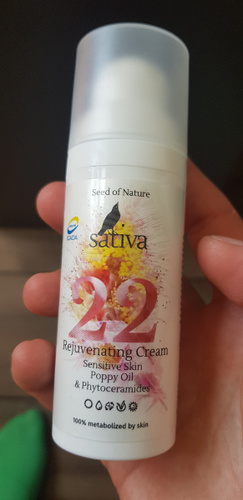 Seed of Nature
sativa
22
Rejuvenating Cream
Sensitive Skin
Poppy Oil
& Phytoceramides
100% metabolized by skin